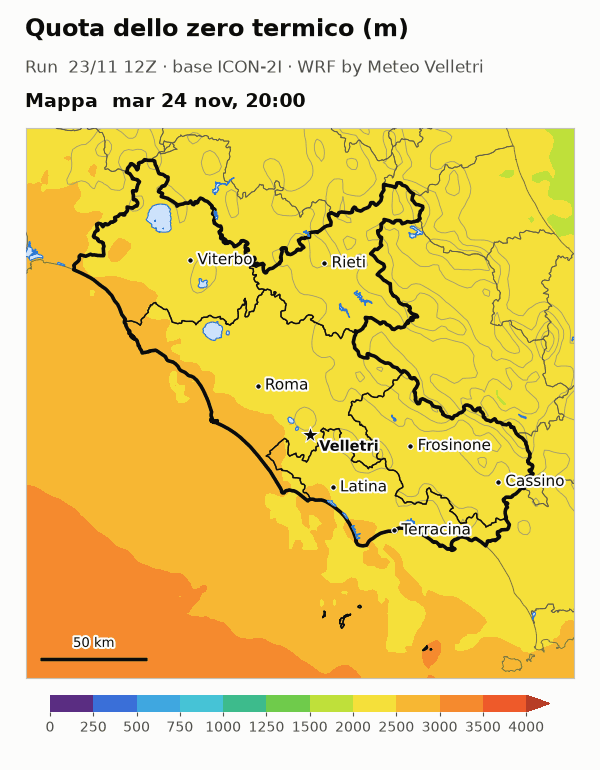 Quota dello zero termico (m)
Run  23/11 12Z · base ICON-2I · WRF by Meteo Velletri
Mappa  mar 24 nov, 20:00
Viterbo
Rieti
Roma
Velletri
Frosinone
Cassino
Latina
Terracina
50 km
0 250 500 750 1000 1250 1500 2000 2500 3000 3500 4000